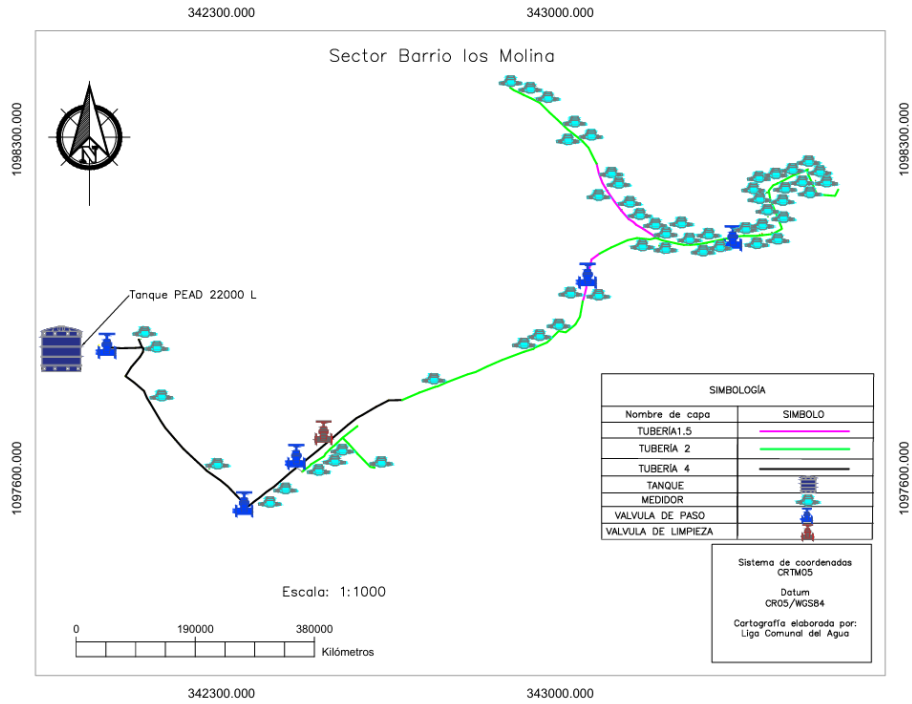 342300.000
343000.000
Sector Barrio los Molina
1098300.000
1098300.000
N
Tanque PEAD 22000 L
1097600.000
1097600.000
SIMBOLOGÍA
Nombre de capa
SIMBOLO
TUBERÍA1.5
TUBERÍA 2
TUBERÍA 4
TANQUE
MEDIDOR
VALVULA DE PASO
VALVULA DE LIMPIEZA
Sistema de coordenadas
CRTM05
Datum
CR05/WGS84
Cartografía elaborada por:
Liga Comunal del Agua
Escala: 1:1000
0
190000
380000
Kilómetros
342300.000
343000.000